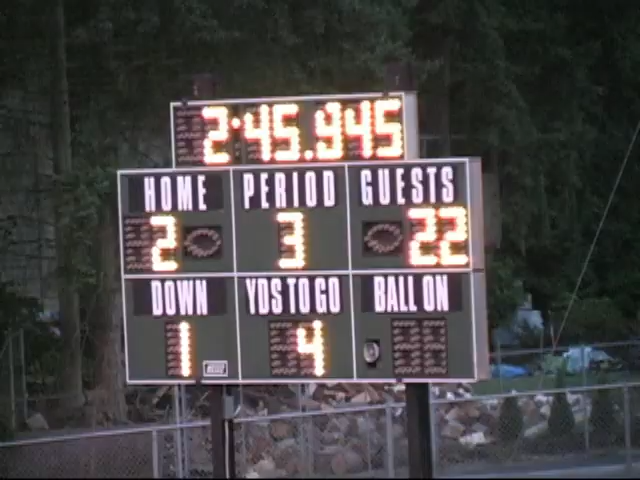 2:45.945
HOME PERIOD GUESTS
2 3 22
DOWN YDS TO GO BALL ON
1 4